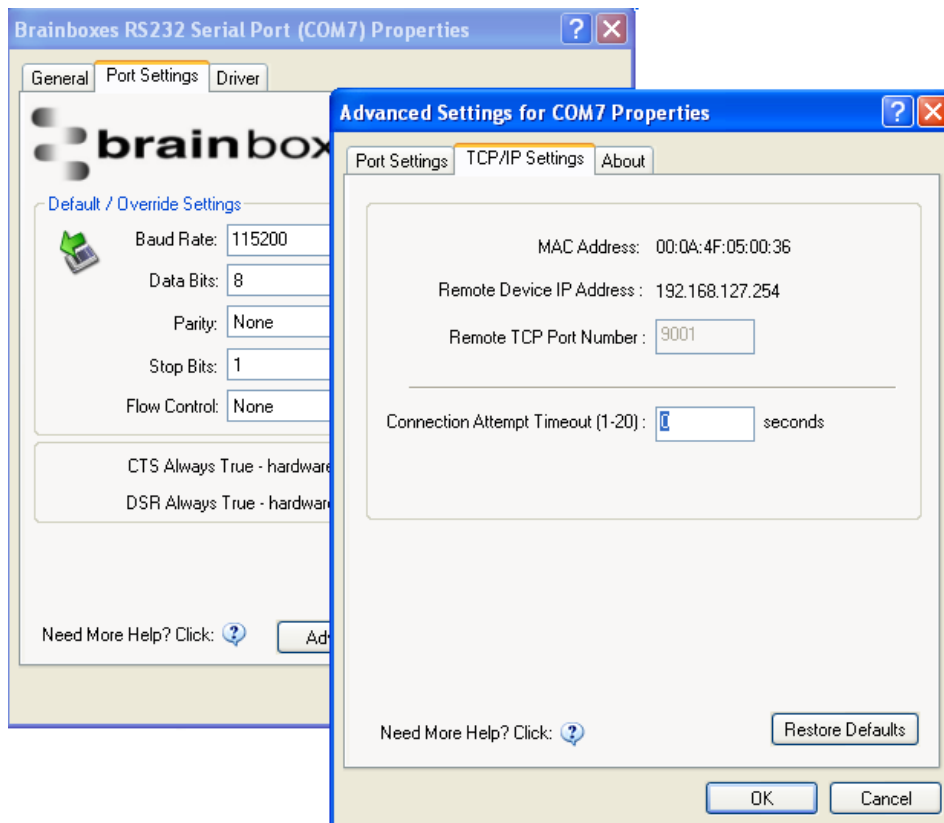 Brainboxes RS232 Serial Port (COM7) Properties
General
Port Settings
Driver
Default / Override Settings
Baud Rate: 115200
Data Bits: 8
Parity: None
Stop Bits: 1
Flow Control: None
CTS Always True - hardware
DSR Always True -
Need More Help? Click:
Advanced Settings for COM7 Properties
Port Settings
TCP/IP Settings
About
MAC Address: 00:0A:4F:05:00:36
Remote Device IP Address : 192.168.127.254
Remote TCP Port Number : 9001
Connection Attempt Timeout (1-20) : 0 seconds
Need More Help? Click:
Restore Defaults
OK
Cancel